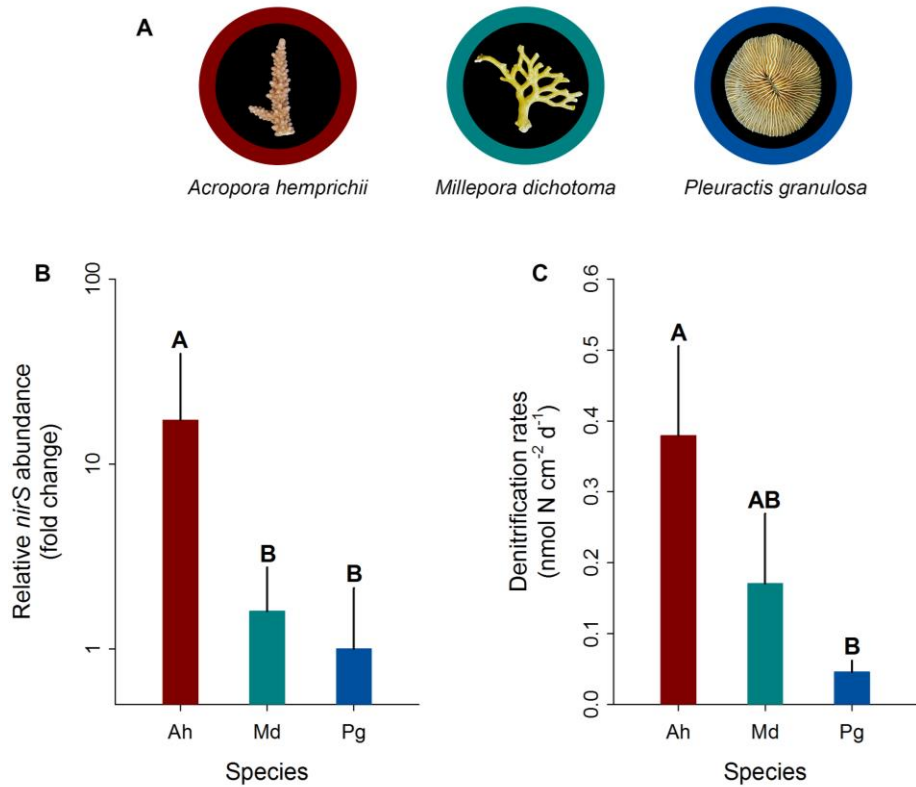 A
Acropora hemprichii
Millepora dichotoma
Pleuractis granulosa
B
Relative nirS abundance
(fold change)
100
10
1
A
B
B
Ah
Md
Pg
Species
C
Denitrification rates
(nmol N cm⁻² d⁻¹)
0.6
0.5
0.4
0.3
0.2
0.1
0.0
A
AB
B
Ah
Md
Pg
Species